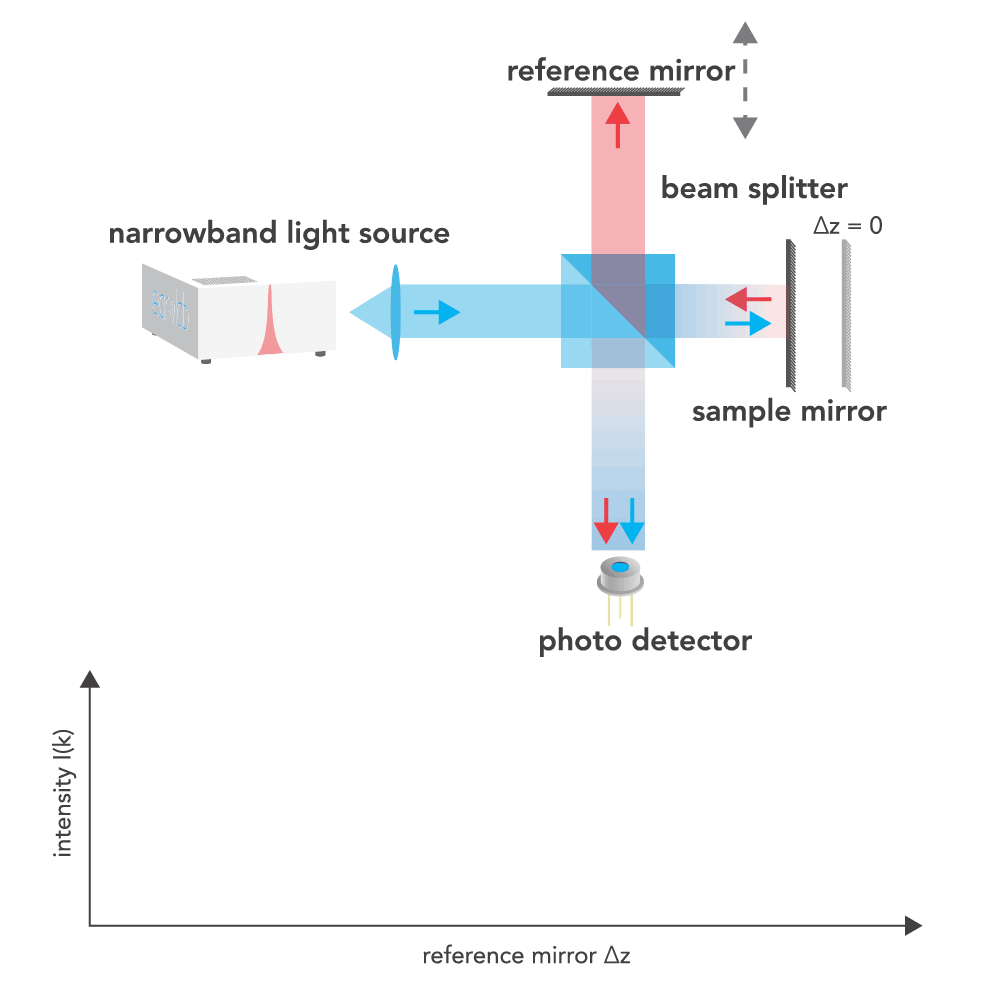 reference mirror
beam splitter
Δz = 0
narrowband light source
sample mirror
photo detector
intensity I(k)
reference mirror Δz